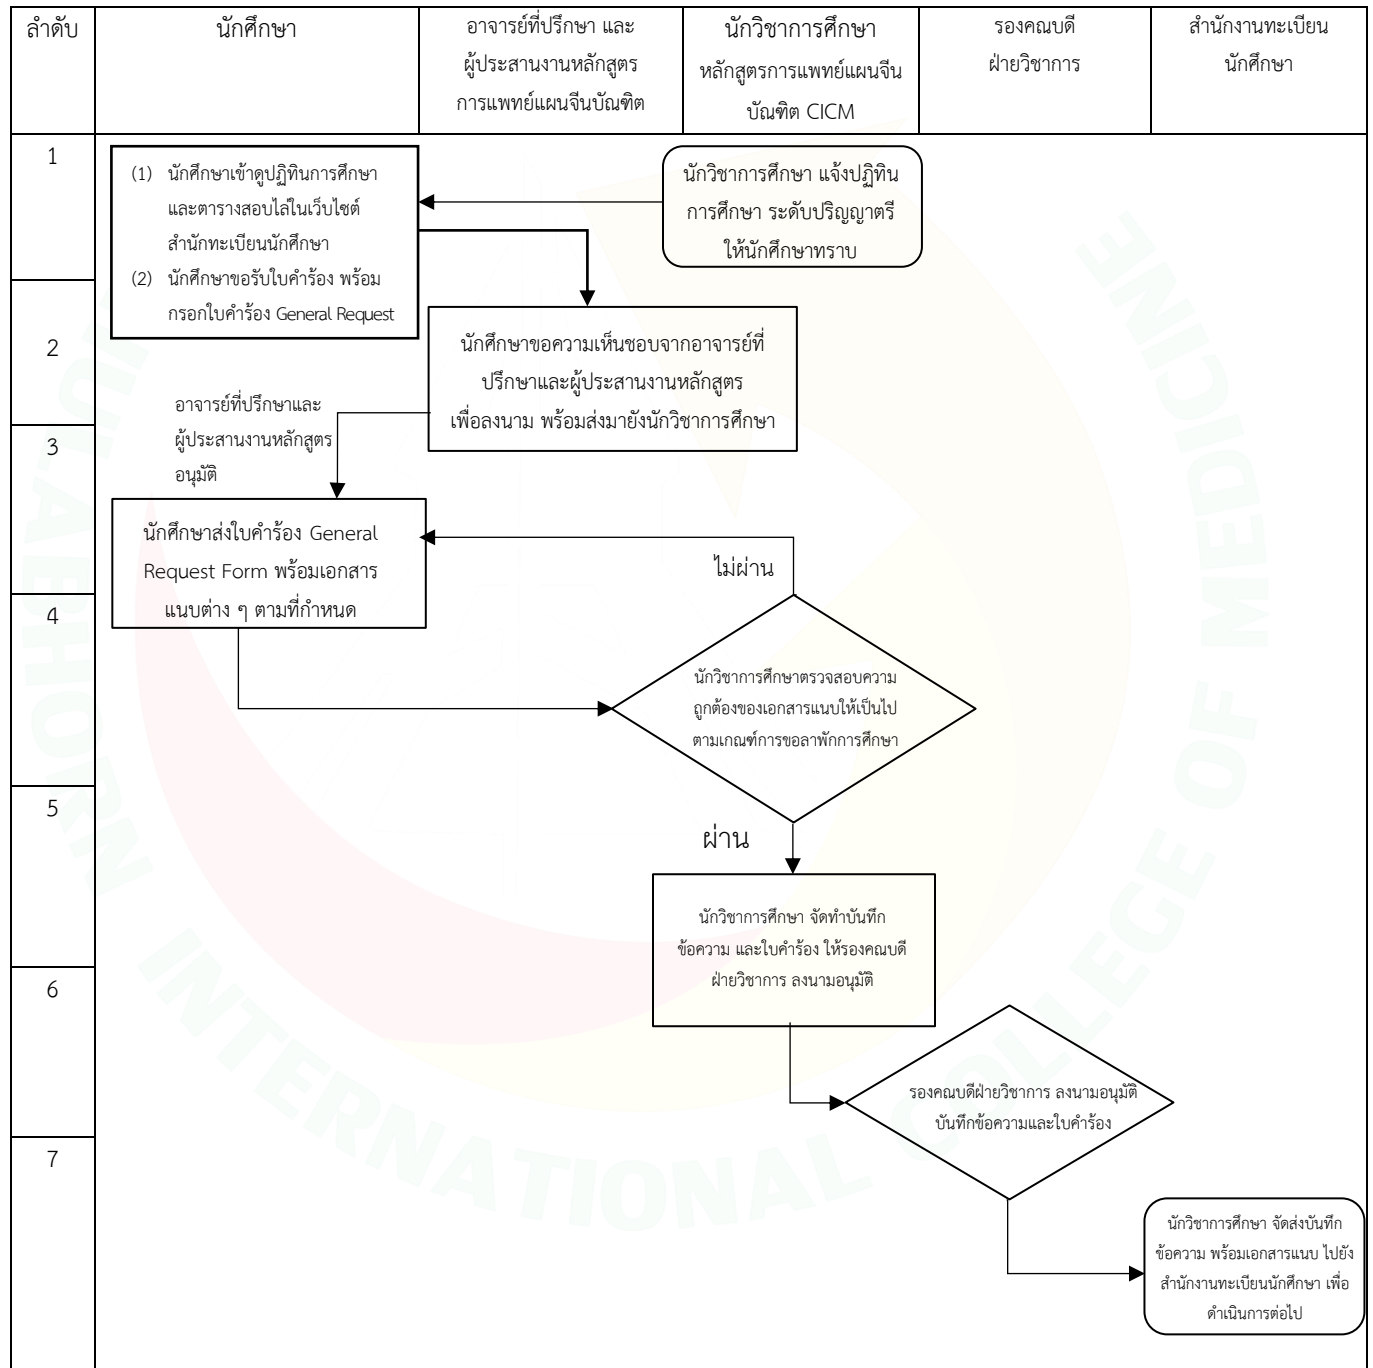 ลำดับ
นักศึกษา
อาจารย์ที่ปรึกษา และ
ผู้ประสานงานหลักสูตร
การแพทย์แผนจีนบัณฑิต
นักวิชาการศึกษา
หลักสูตรการแพทย์แผนจีน
บัณฑิต CICM
รองคณบดี
ฝ่ายวิชาการ
สำนักงานทะเบียน
นักศึกษา
1
(1) นักศึกษาเข้าดูปฏิทินการศึกษา
และตารางสอบไล่ในเว็บไซต์
สำนักทะเบียนนักศึกษา
(2) นักศึกษาขอรับใบคำร้อง พร้อม
กรอกใบคำร้อง General Request
นักวิชาการศึกษา แจ้งปฏิทิน
การศึกษา ระดับปริญญาตรี
ให้นักศึกษาทราบ
2
นักศึกษาขอความเห็นชอบจากอาจารย์ที่
ปรึกษาและผู้ประสานงานหลักสูตร
เพื่อลงนาม พร้อมส่งมายังนักวิชาการศึกษา
อาจารย์ที่ปรึกษาและ
ผู้ประสานงานหลักสูตร
อนุมัติ
3
นักศึกษาส่งใบคำร้อง General
Request Form พร้อมเอกสาร
แนบต่าง ๆ ตามที่กำหนด
ไม่ผ่าน
4
นักวิชาการศึกษาตรวจสอบความ
ถูกต้องของเอกสารแนบให้เป็นไป
ตามเกณฑ์การขอลาพักการศึกษา
5
ผ่าน
นักวิชาการศึกษา จัดทำบันทึก
ข้อความ และใบคำร้อง ให้รองคณบดี
ฝ่ายวิชาการ ลงนามอนุมัติ
6
รองคณบดีฝ่ายวิชาการ ลงนามอนุมัติ
บันทึกข้อความและใบคำร้อง
7
นักวิชาการศึกษา จัดส่งบันทึก
ข้อความ พร้อมเอกสารแนบ ไปยัง
สำนักงานทะเบียนนักศึกษา เพื่อ
ดำเนินการต่อไป
INTERNATIONAL COLLEGE OF MEDICINE